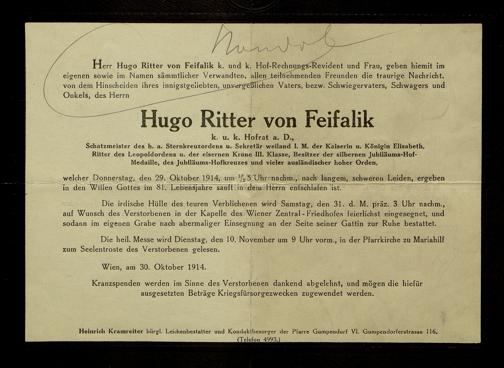 Herr Hugo Ritter von Feifalik k. und k. Hof-Rechnungs-Revident und Frau, geben hiemit im
eigenen sowie im Namen sämmtlicher Verwandten, allen teilnehmenden Freunden die traurige Nachricht,
von dem Hinscheiden ihres innigstgeliebten, unvergeßlichen Vaters, bezw. Schwiegervaters, Schwagers und
Onkels, des Herrn
Hugo Ritter von Feifalik
k. u. k. Hofrat a. D.,
Schatzmeister des h. a. Sternkreuzordens u. Sekretär weiland I. M. der Kaiserin u. Königin Elisabeth,
Ritter des Leopoldordens u. der eisernen Krone III. Klasse, Besitzer der silbernen Jubiläums-Hof-
Medaille, des Jubiläums-Hofkreuzes und vieler ausländischer hoher Orden,
welcher Donnerstag, den 29. Oktober 1914, um 1/2 5 Uhr nachm., nach langem, schweren Leiden, ergeben
in den Willen Gottes im 81. Lebensjahre sanft in dem Herrn entschlafen ist.
Die irdische Hülle des teuren Verblichenen wird Samstag, den 31. d. M. präz. 3 Uhr nachm.,
auf Wunsch des Verstorbenen in der Kapelle des Wiener Zentral-Friedhofes feierlichst eingesegnet, und
sodann im eigenen Grabe nach abermaliger Einsegnung an der Seite seiner Gattin zur Ruhe bestattet.
Die heil. Messe wird Dienstag, den 10. November um 9 Uhr vorm., in der Pfarrkirche zu Mariahilf
zum Seelentroste des Verstorbenen gelesen.
Wien, am 30. Oktober 1914.
Kranzspenden werden im Sinne des Verstorbenen dankend abgelehnt, und mögen die hiefür
ausgesetzten Beträge Kriegsfürsorgezwecken zugewendet werden.
Heinrich Kramreiter bürgl. Leichenbestatter und Konduktbesorger der Pfarre Gumpendorf VI. Gumpendorferstrasse 116.
(Telefon 4993.)